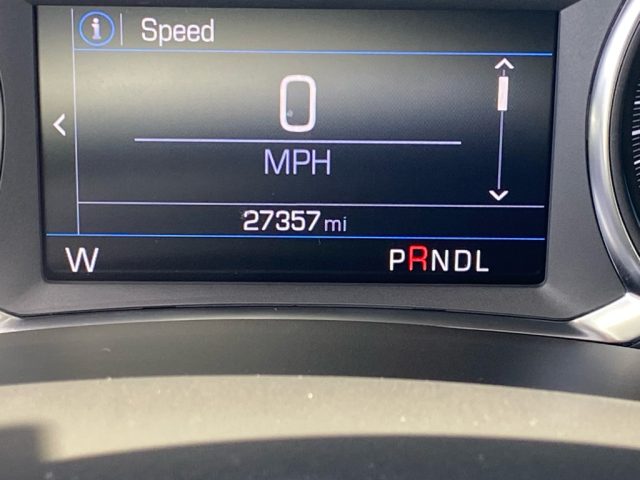 i Speed
0
MPH
27357 mi
W PRNDL